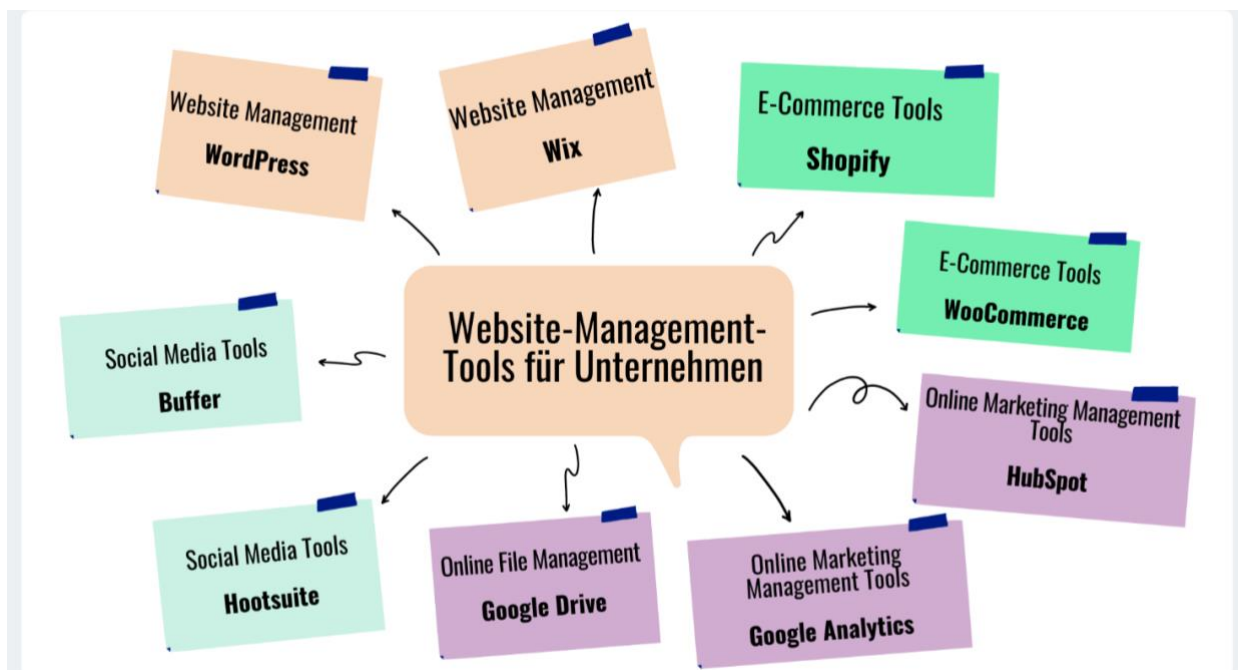 Website Management
WordPress
Website Management
Wix
E-Commerce Tools
Shopify
E-Commerce Tools
WooCommerce
Website-Management-
Tools für Unternehmen
Social Media Tools
Buffer
Online Marketing Management
Tools
HubSpot
Social Media Tools
Hootsuite
Online File Management
Google Drive
Online Marketing
Management Tools
Google Analytics